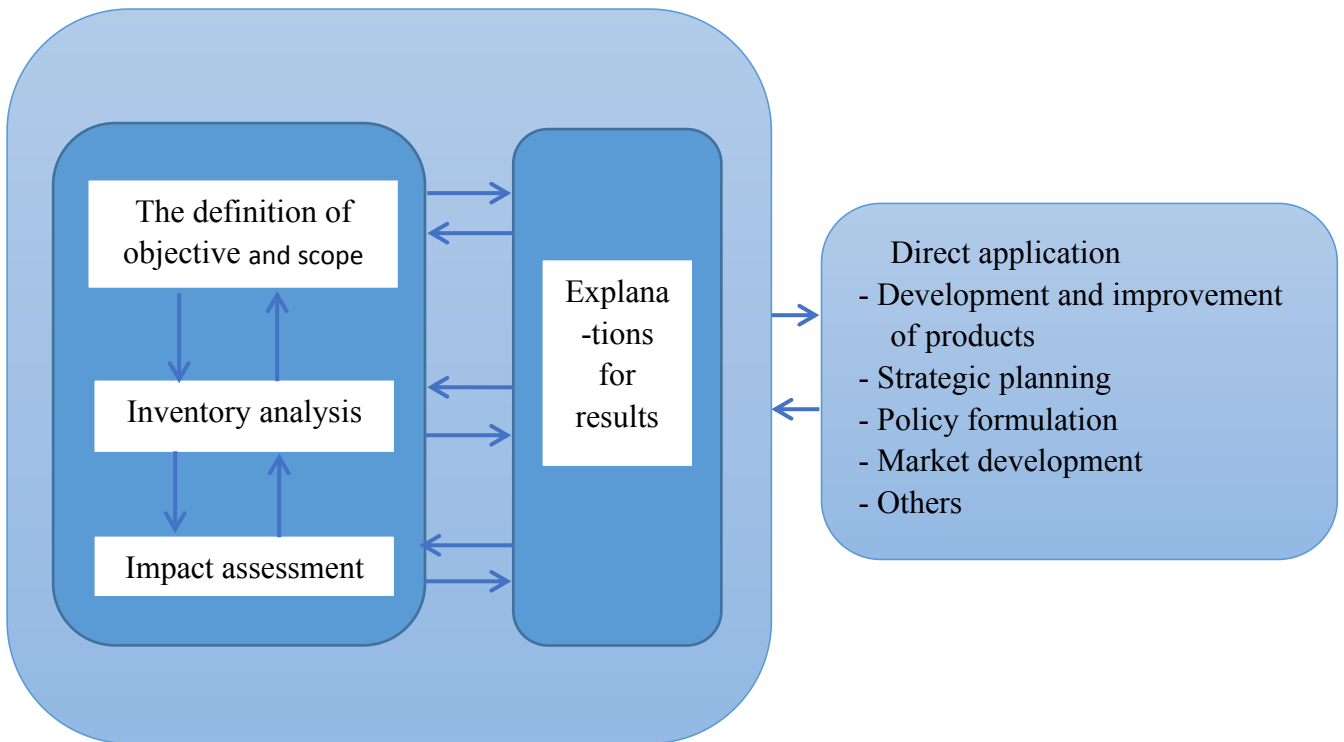 The definition of
objective and scope
Inventory analysis
Impact assessment
Explana
-tions
for
results
Direct application
- Development and improvement
of products
- Strategic planning
- Policy formulation
- Market development
- Others